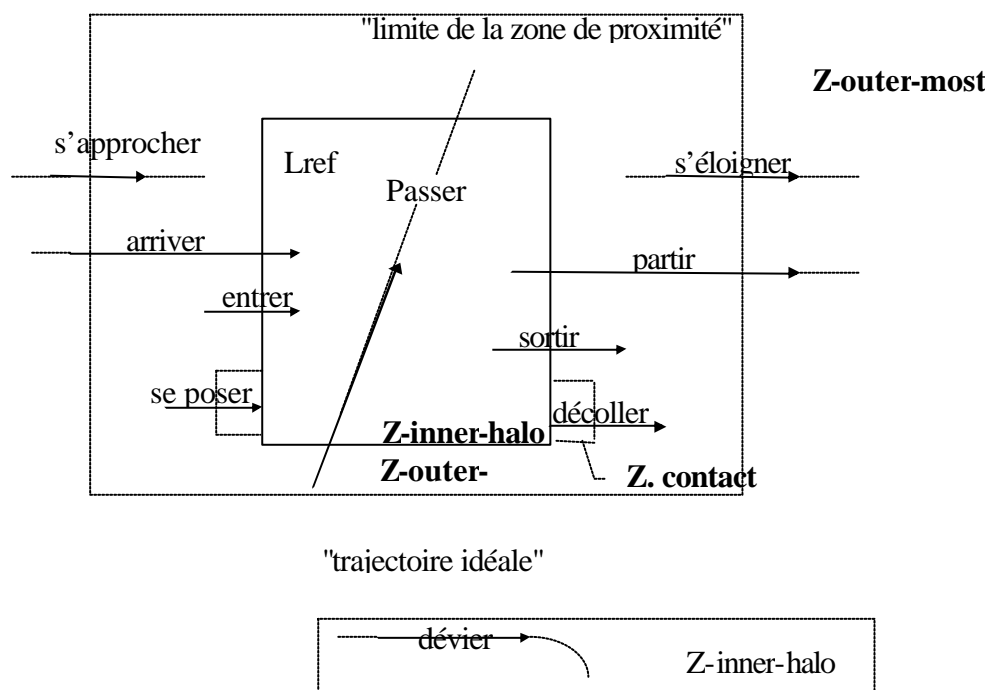 "limite de la zone de proximité"
Z-outer-most
s'approcher
Lref
s'éloigner
Passer
arriver
partir
entrer
sortir
se poser
décoller
Z-inner-halo
Z-outer-
Z. contact
"trajectoire idéale"
dévier
Z-inner-halo